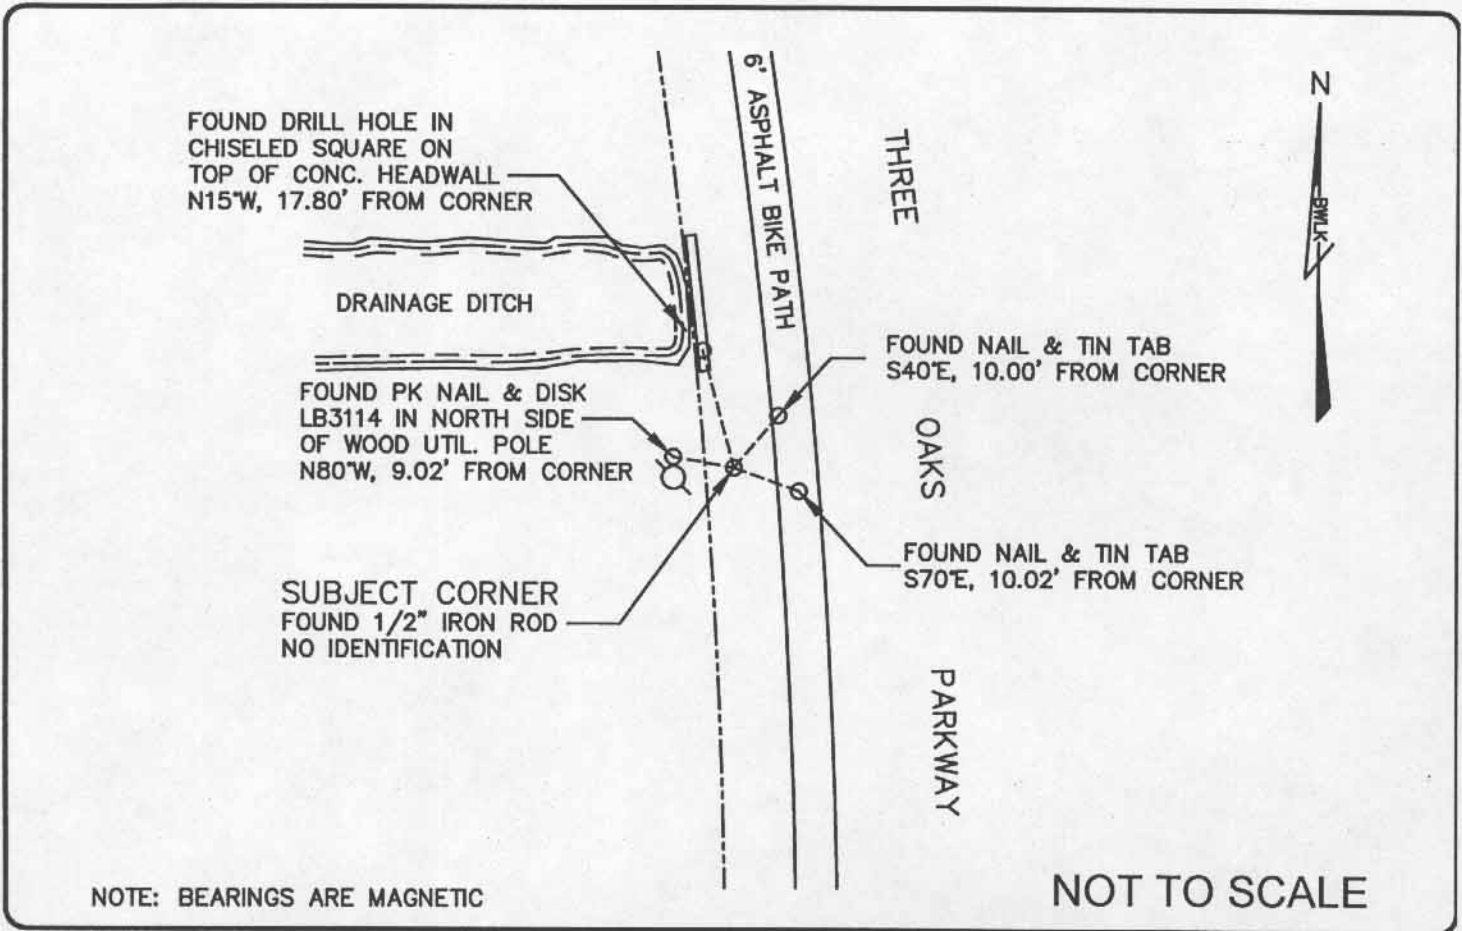 N
BWLK
6' ASPHALT BIKE PATH
THREE
OAKS
PARKWAY
FOUND DRILL HOLE IN
CHISELED SQUARE ON
TOP OF CONC. HEADWALL
N15°W, 17.80' FROM CORNER
DRAINAGE DITCH
FOUND NAIL & TIN TAB
S40°E, 10.00' FROM CORNER
FOUND PK NAIL & DISK
LB3114 IN NORTH SIDE
OF WOOD UTIL. POLE
N80°W, 9.02' FROM CORNER
FOUND NAIL & TIN TAB
S70°E, 10.02' FROM CORNER
SUBJECT CORNER
FOUND 1/2" IRON ROD
NO IDENTIFICATION
NOTE: BEARINGS ARE MAGNETIC
NOT TO SCALE